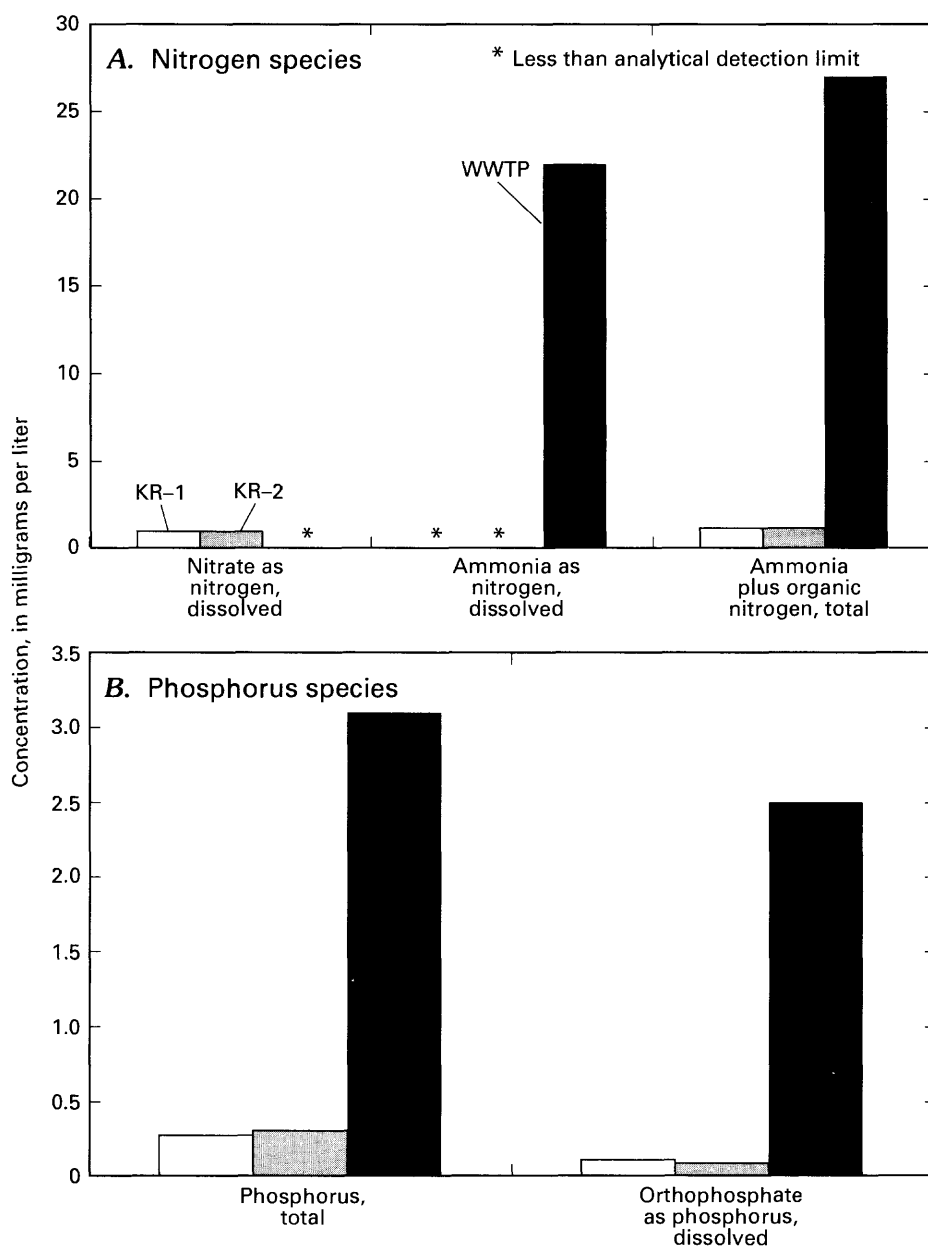 Concentration, in milligrams per liter
A. Nitrogen species
* Less than analytical detection limit
30
25
20
15
10
5
0
WWTP
KR–1
KR–2
*
*
*
Nitrate as
nitrogen,
dissolved
Ammonia as
nitrogen,
dissolved
Ammonia
plus organic
nitrogen, total
B. Phosphorus species
3.5
3.0
2.5
2.0
1.5
1.0
0.5
0
Phosphorus,
total
Orthophosphate
as phosphorus,
dissolved